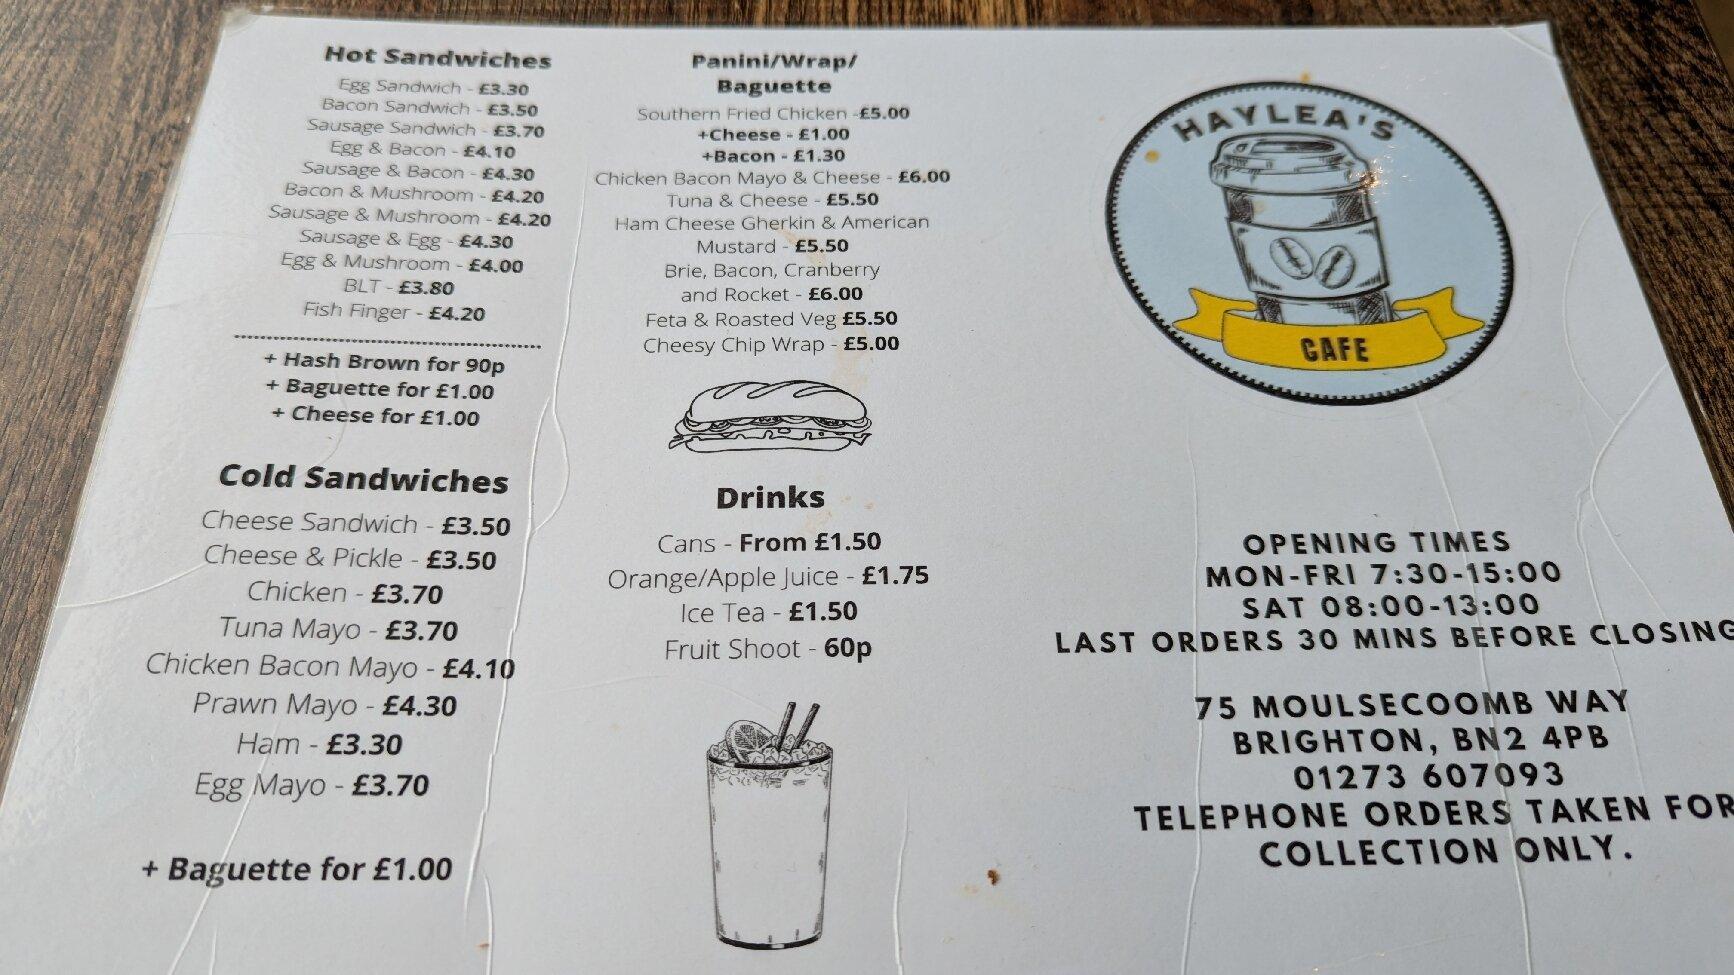 Hot Sandwiches
Egg Sandwich - £3.30
Bacon Sandwich - £3.50
Sausage Sandwich - £3.70
Egg & Bacon - £4.10
Sausage & Bacon - £4.30
Bacon & Mushroom - £4.20
Sausage & Mushroom - £4.20
Sausage & Egg - £4.30
Egg & Mushroom - £4.00
BLT - £3.80
Fish Finger - £4.20
+ Hash Brown for 90p
+ Baguette for £1.00
+ Cheese for £1.00
Cold Sandwiches
Cheese Sandwich - £3.50
Cheese & Pickle - £3.50
Chicken - £3.70
Tuna Mayo - £3.70
Chicken Bacon Mayo - £4.10
Prawn Mayo - £4.30
Ham - £3.30
Egg Mayo - £3.70
+ Baguette for £1.00
Panini/Wrap/
Baguette
Southern Fried Chicken -£5.00
+Cheese - £1.00
+Bacon - £1.30
Chicken Bacon Mayo & Cheese - £6.00
Tuna & Cheese - £5.50
Ham Cheese Gherkin & American
Mustard - £5.50
Brie, Bacon, Cranberry
and Rocket - £6.00
Feta & Roasted Veg £5.50
Cheesy Chip Wrap - £5.00
Drinks
Cans - From £1.50
Orange/Apple Juice - £1.75
Ice Tea - £1.50
Fruit Shoot - 60p
HAYLEA'S
CAFE
OPENING TIMES
MON-FRI 7:30-15:00
SAT 08:00-13:00
LAST ORDERS 30 MINS BEFORE CLOSING
75 MOULSECOOMB WAY
BRIGHTON, BN2 4PB
01273 607093
TELEPHONE ORDERS TAKEN FOR
COLLECTION ONLY.